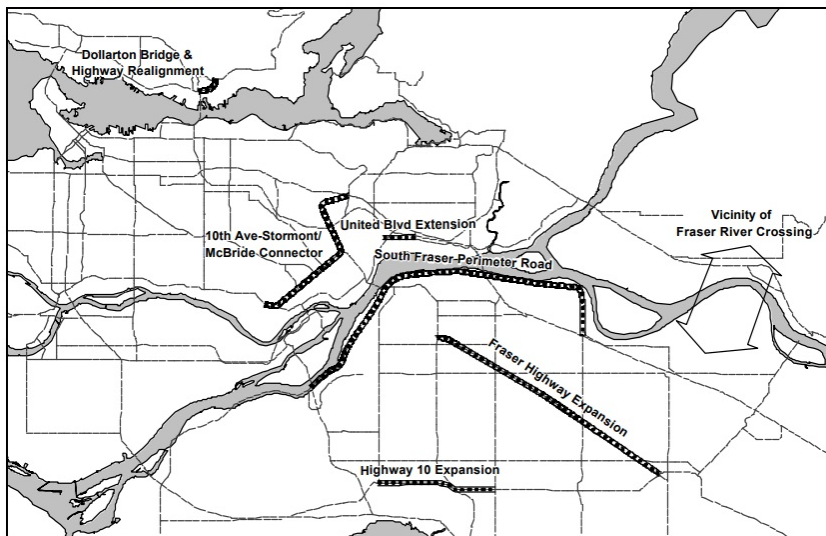 Dollarton Bridge &
Highway Realignment
10th Ave-Stormont/
McBride Connector
United Blvd Extension
South Fraser Perimeter Road
Vicinity of
Fraser River Crossing
Fraser Highway Expansion
Highway 10 Expansion